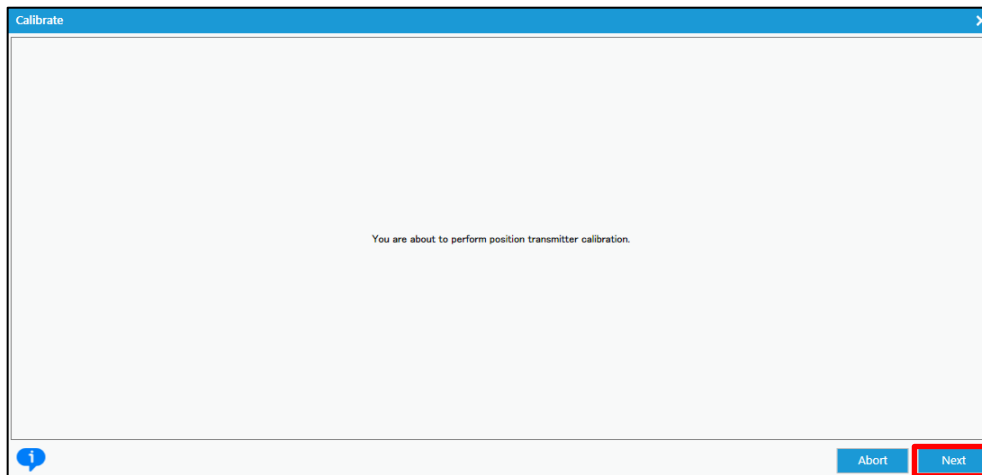 Calibrate
You are about to perform position transmitter calibration.
Abort
Next